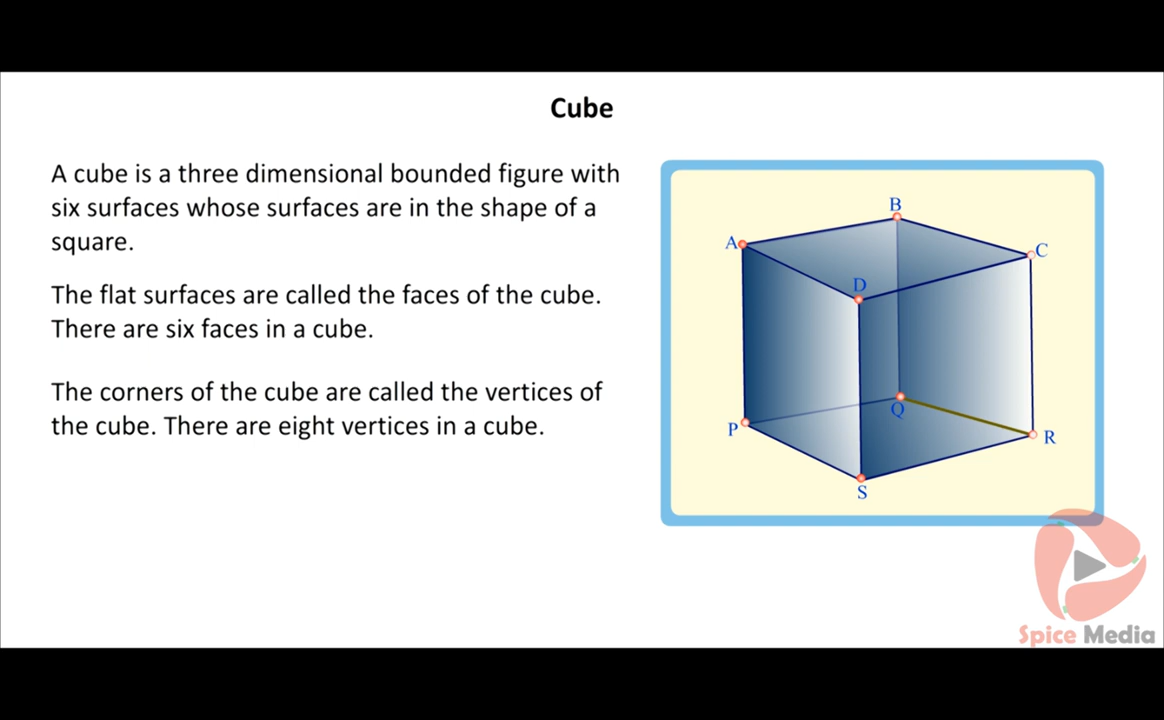 Cube
A cube is a three dimensional bounded figure with
six surfaces whose surfaces are in the shape of a
square.
The flat surfaces are called the faces of the cube.
There are six faces in a cube.
The corners of the cube are called the vertices of
the cube. There are eight vertices in a cube.
B
A
C
D
Q
P
R
S
Spice Media